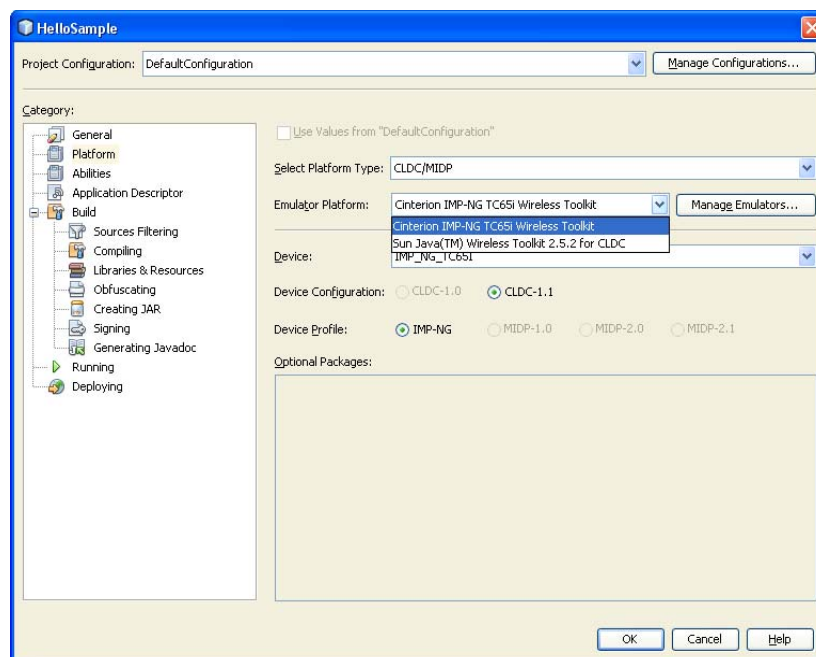 HelloSample
Project Configuration: DefaultConfiguration Manage Configurations...
Category:
General
Platform
Abilities
Application Descriptor
Build
Sources Filtering
Compiling
Libraries & Resources
Obfuscating
Creating JAR
Signing
Generating Javadoc
Running
Deploying
Use Values from "DefaultConfiguration"
Select Platform Type: CLDC/MIDP
Emulator Platform: Cinterion IMP-NG TC65i Wireless Toolkit Manage Emulators...
Cinterion IMP-NG TC65i Wireless Toolkit
Sun Java(TM) Wireless Toolkit 2.5.2 for CLDC
Device: IMP_NG_TC65I
Device Configuration: CLDC-1.0 CLDC-1.1
Device Profile: IMP-NG MIDP-1.0 MIDP-2.0 MIDP-2.1
Optional Packages:
OK Cancel Help